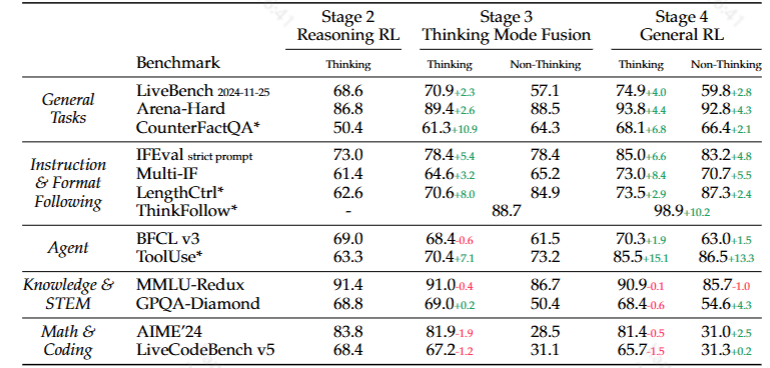 Stage 2 Stage 3 Stage 4
Reasoning RL Thinking Mode Fusion General RL
Benchmark Thinking Thinking Non-Thinking Thinking Non-Thinking
General Tasks
LiveBench 2024-11-25 68.6 70.9+2.3 57.1 74.9+4.0 59.8+2.8
Arena-Hard 86.8 89.4+2.6 88.5 93.8+4.4 92.8+4.3
CounterFactQA* 50.4 61.3+10.9 64.3 68.1+6.8 66.4+2.1
Instruction & Format Following
IFEval strict prompt 73.0 78.4+5.4 78.4 85.0+6.6 83.2+4.8
Multi-IF 61.4 64.6+3.2 65.2 73.0+8.4 70.7+5.5
LengthCtrl* 62.6 70.6+8.0 84.9 73.5+2.9 87.3+2.4
ThinkFollow* - 88.7 98.9+10.2
Agent
BFCL v3 69.0 68.4-0.6 61.5 70.3+1.9 63.0+1.5
ToolUse* 63.3 70.4+7.1 73.2 85.5+15.1 86.5+13.3
Knowledge & STEM
MMLU-Redux 91.4 91.0-0.4 86.7 90.9-0.1 85.7-1.0
GPQA-Diamond 68.8 69.0+0.2 50.4 68.4-0.6 54.6+4.3
Math & Coding
AIME'24 83.8 81.9-1.9 28.5 81.4-0.5 31.0+2.5
LiveCodeBench v5 68.4 67.2-1.2 31.1 65.7-1.5 31.3+0.2